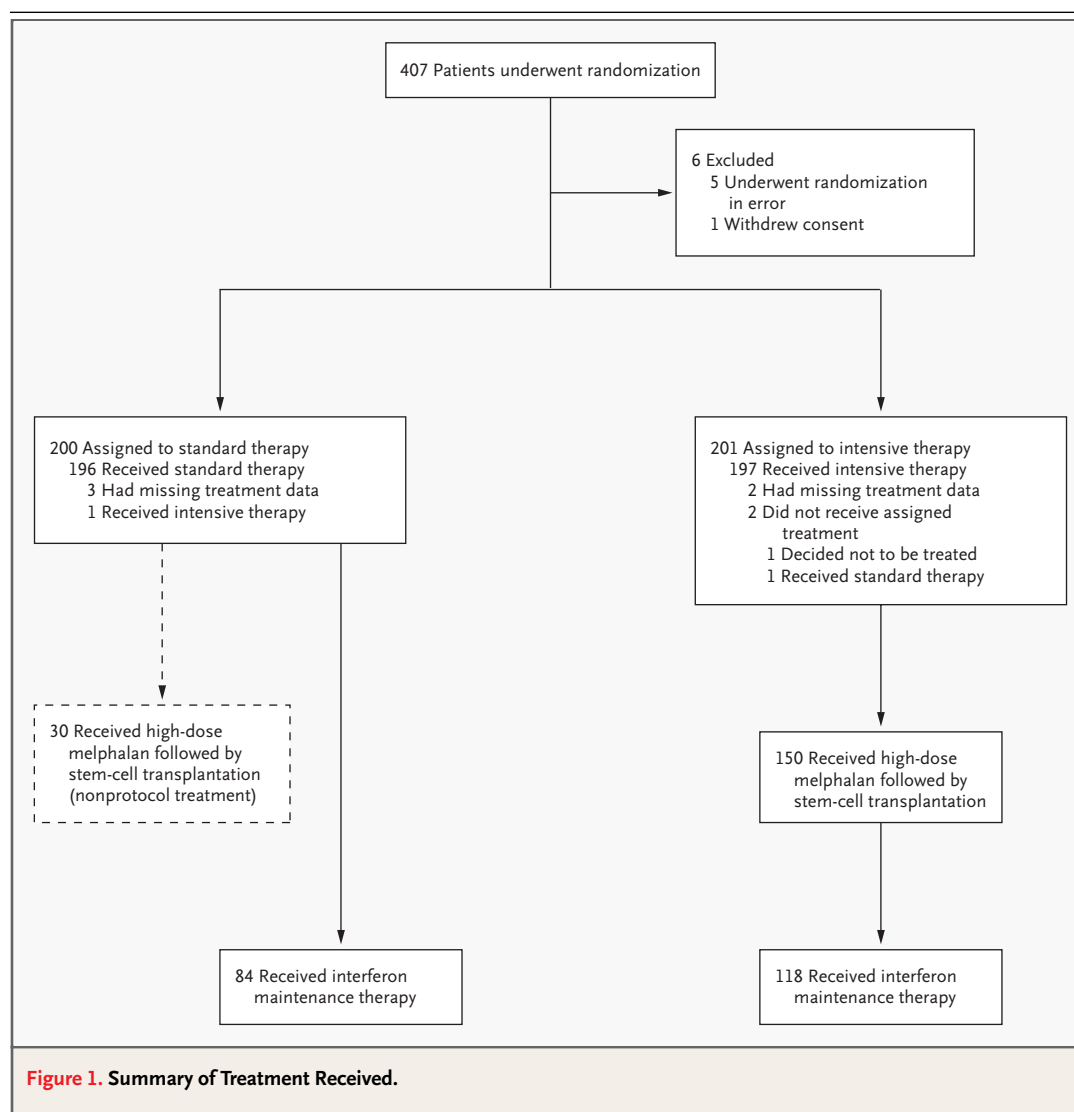 407 Patients underwent randomization
6 Excluded
5 Underwent randomization
in error
1 Withdrew consent
200 Assigned to standard therapy
196 Received standard therapy
3 Had missing treatment data
1 Received intensive therapy
201 Assigned to intensive therapy
197 Received intensive therapy
2 Had missing treatment data
2 Did not receive assigned
treatment
1 Decided not to be treated
1 Received standard therapy
30 Received high-dose
melphalan followed by
stem-cell transplantation
(nonprotocol treatment)
150 Received high-dose
melphalan followed by
stem-cell transplantation
84 Received interferon
maintenance therapy
118 Received interferon
maintenance therapy
Figure 1. Summary of Treatment Received.